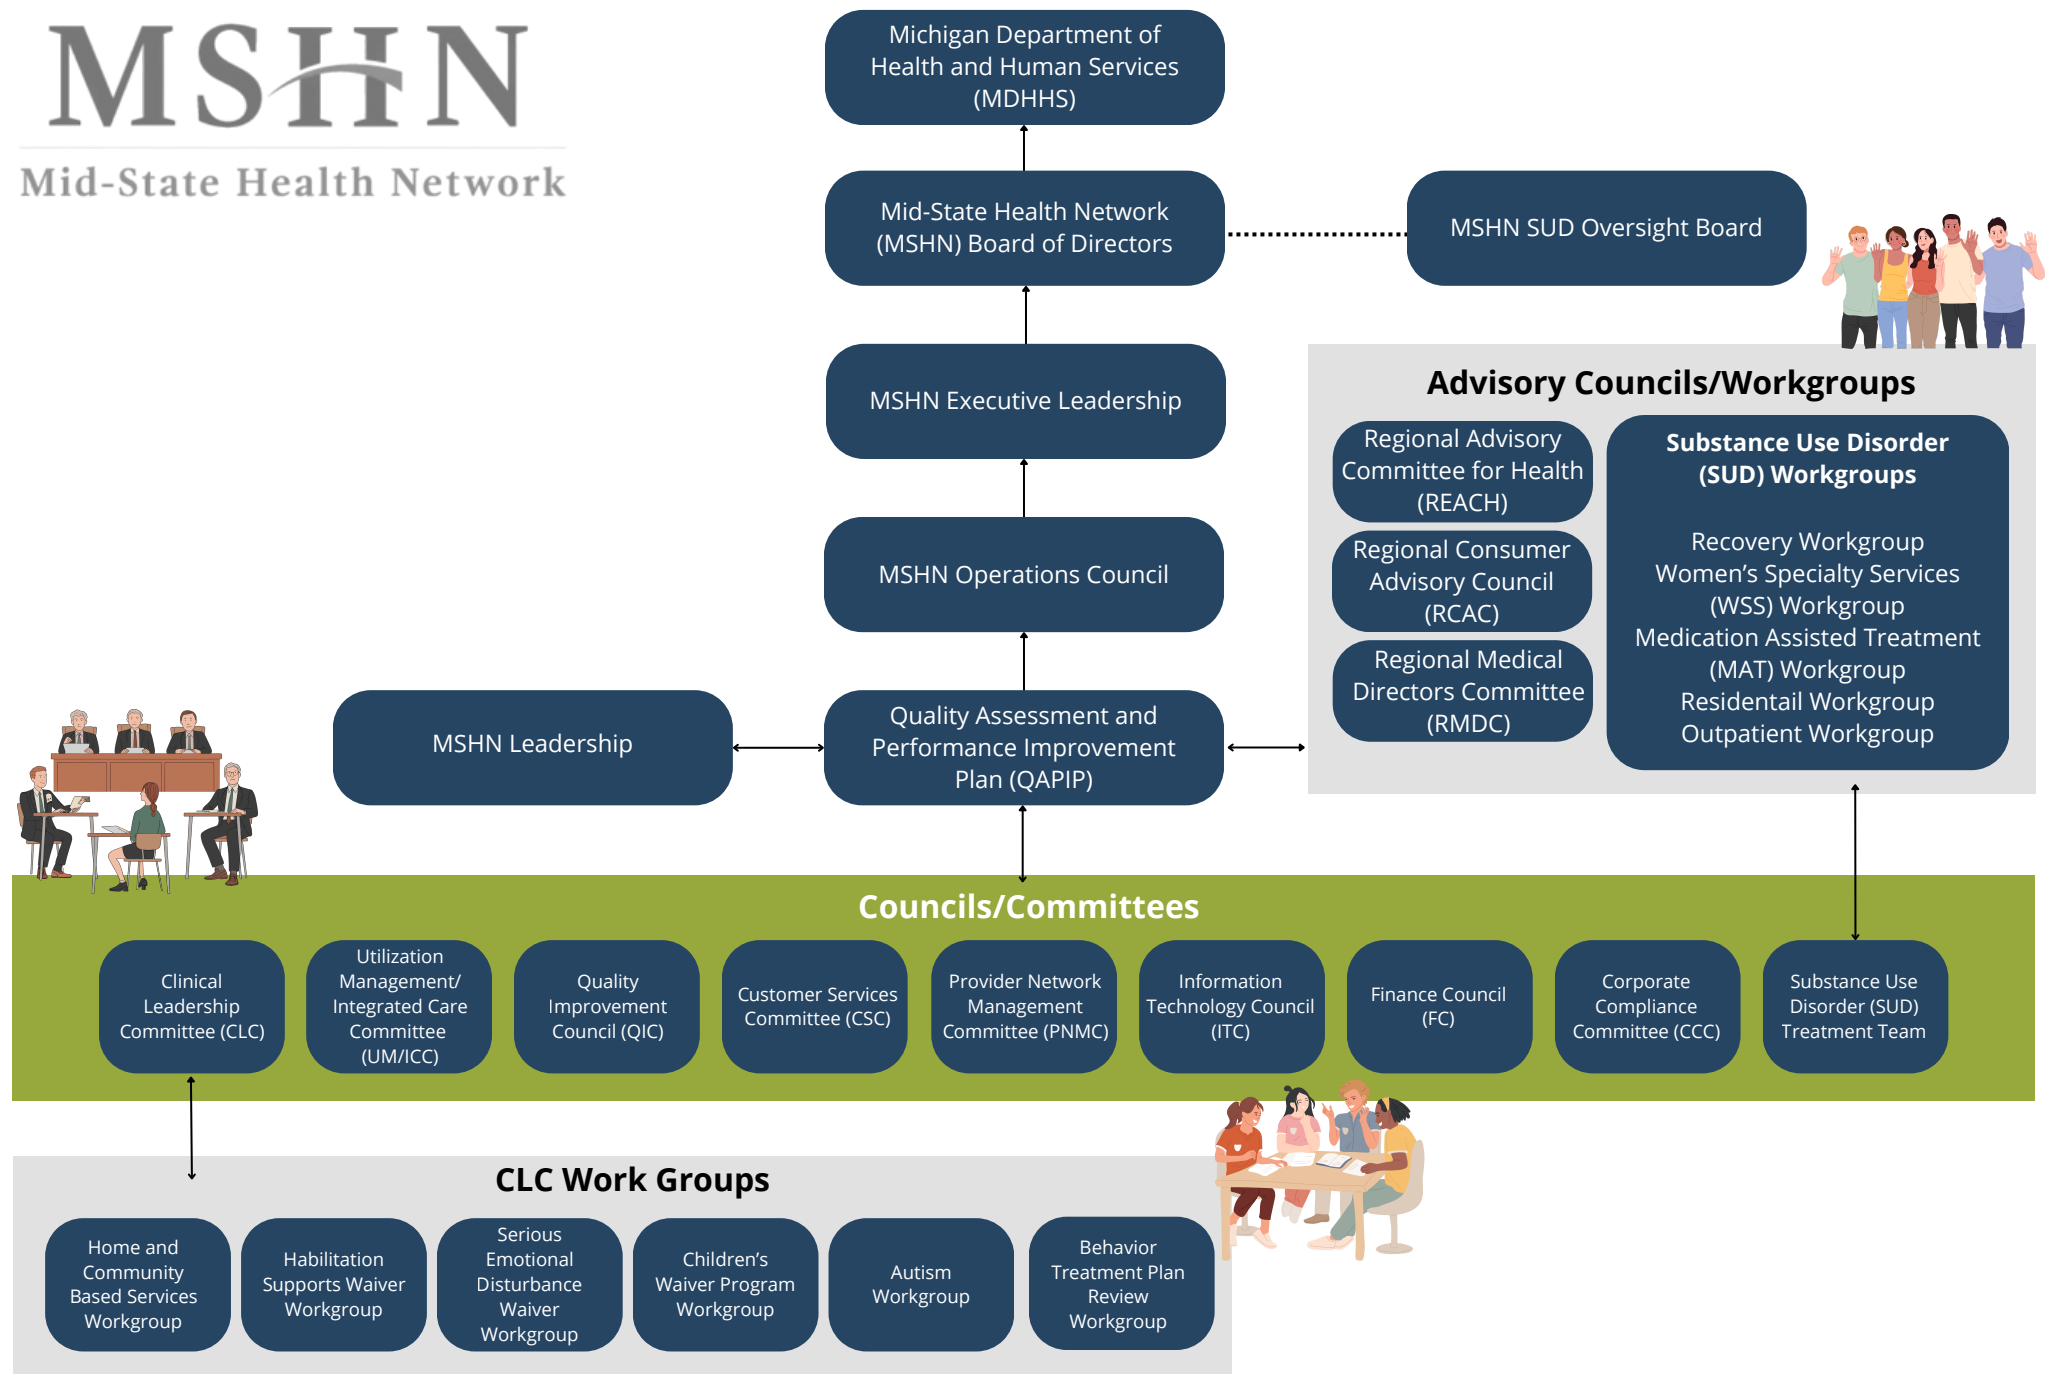 MSHN
Mid-State Health Network
Michigan Department of
Health and Human Services
(MDHHS)
Mid-State Health Network
(MSHN) Board of Directors
MSHN SUD Oversight Board
MSHN Executive Leadership
MSHN Operations Council
MSHN Leadership
Quality Assessment and
Performance Improvement
Plan (QAPIP)
Advisory Councils/Workgroups
Regional Advisory
Committee for Health
(REACH)
Regional Consumer
Advisory Council
(RCAC)
Regional Medical
Directors Committee
(RMDC)
Substance Use Disorder
(SUD) Workgroups
Recovery Workgroup
Women’s Specialty Services
(WSS) Workgroup
Medication Assisted Treatment
(MAT) Workgroup
Residentail Workgroup
Outpatient Workgroup
Councils/Committees
Clinical
Leadership
Committee (CLC)
Utilization
Management/
Integrated Care
Committee
(UM/ICC)
Quality
Improvement
Council (QIC)
Customer Services
Committee (CSC)
Provider Network
Management
Committee (PNMC)
Information
Technology Council
(ITC)
Finance Council
(FC)
Corporate
Compliance
Committee (CCC)
Substance Use
Disorder (SUD)
Treatment Team
CLC Work Groups
Home and
Community
Based Services
Workgroup
Habilitation
Supports Waiver
Workgroup
Serious
Emotional
Disturbance
Waiver
Workgroup
Children’s
Waiver Program
Workgroup
Autism
Workgroup
Behavior
Treatment Plan
Review
Workgroup